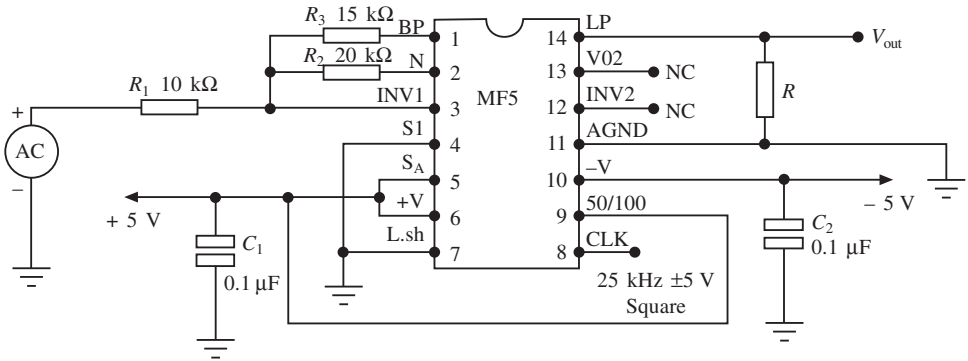 R3 15 kΩ
BP
1
R2 20 kΩ
N
2
R1 10 kΩ
INV1
3
+
AC
–
S1
4
SA
5
+V
6
+ 5 V
L.sh
7
C1
0.1 µF
MF5
LP
14
Vout
V02
13
NC
INV2
12
NC
R
AGND
11
–V
10
– 5 V
50/100
9
C2
0.1 µF
CLK
8
25 kHz ±5 V
Square